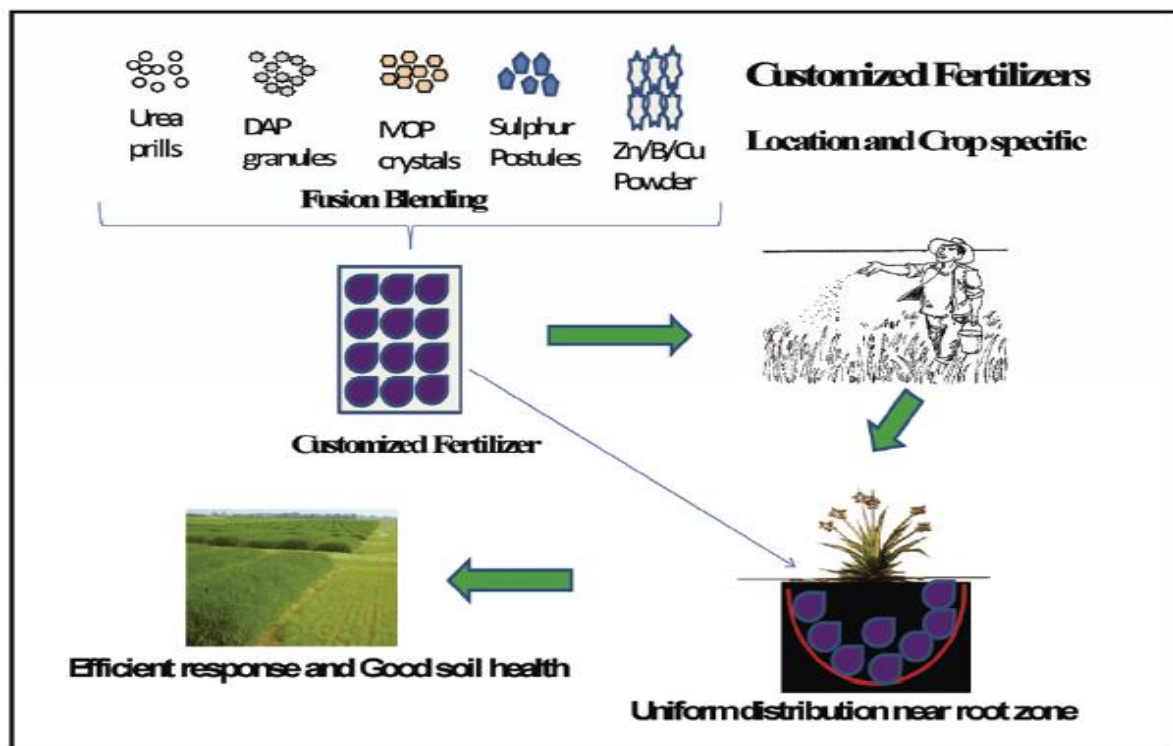 Urea
prills
DAP
granules
MOP
crystals
Sulphur
Postules
Zn/B/Cu
Powder
Fusion Blending
Customized Fertilizers
Location and Crop specific
Customized Fertilizer
Efficient response and Good soil health
Uniform distribution near root zone